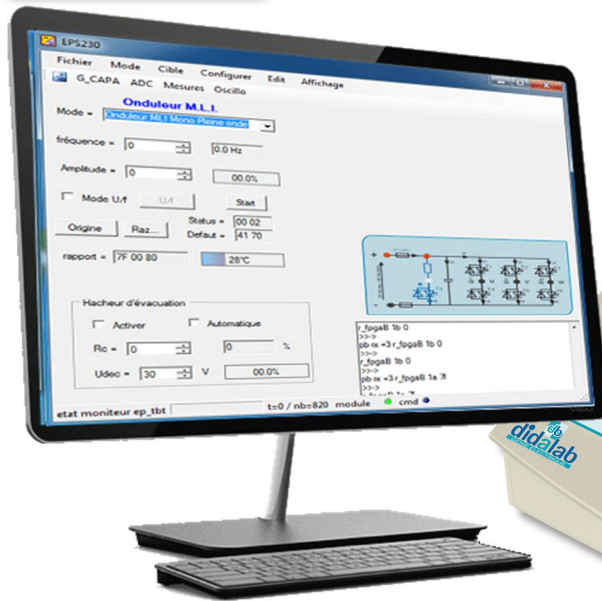 EPS230
Fichier Mode Cible Configurer Edit Affichage
G_CAPA ADC Mesures Oscillo
Onduleur M.L.I.
Mode = Onduleur MLI Mono Pleine onde
fréquence = 0 0.0 Hz
Amplitude = 0 00.0%
Mode U/f U/f Start
Origine Raz... Status = 00 02
Defaut = 41 70
rapport = 7F 00 80 28°C
Hacheur d'évacuation
Activer Automatique
Rc = 0 0 %
Udec = 30 V 00.0%
r_fpgaB 1b 0
>>->
pb rx =3 r_fpgaB 1b 0
>>->
r_fpgaB 1b 0
>>->
pb rx =3 r_fpgaB 1a 7f
>>->
etat moniteur ep_tbt t=0 / nb=820 module cmd
didalab